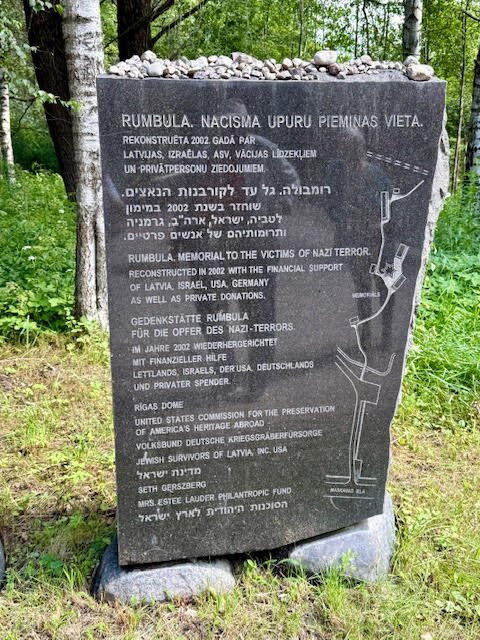 RUMBULA. NACISMA UPURU PIEMIŅAS VIETA.
REKONSTRUĒTA 2002. GADĀ PAR
LATVIJAS, IZRAĒLAS, ASV, VĀCIJAS LĪDZEKĻIEM
UN PRIVĀTPERSONU ZIEDOJUMIEM.
רומבולה. גל עד לקורבנות הנאצים.
שוחזר בשנת 2002 במימון
לטביה, ישראל, ארה"ב, גרמניה
ותרומותיהם של אנשים פרטיים.
RUMBULA. MEMORIAL TO THE VICTIMS OF NAZI TERROR.
RECONSTRUCTED IN 2002 WITH THE FINANCIAL SUPPORT
OF LATVIA, ISRAEL, USA, GERMANY
AS WELL AS PRIVATE DONATIONS.
GEDENKSTÄTTE RUMBULA
FÜR DIE OPFER DES NAZI-TERRORS.
IM JAHRE 2002 WIEDERHERGERICHTET
MIT FINANZIELLER HILFE
LETTLANDS, ISRAELS, DER USA, DEUTSCHLANDS
UND PRIVATER SPENDER.
RĪGAS DOME
UNITED STATES COMMISSION FOR THE PRESERVATION
OF AMERICA'S HERITAGE ABROAD
VOLKSBUND DEUTSCHE KRIEGSGRÄBERFÜRSORGE
JEWISH SURVIVORS OF LATVIA, INC. USA
מדינת ישראל
SETH GERSZBERG
MRS. ESTEE LAUDER PHILANTROPIC FUND
הסוכנות היהודית לארץ ישראל
MEMORIĀLS
MASKAVAS IELA